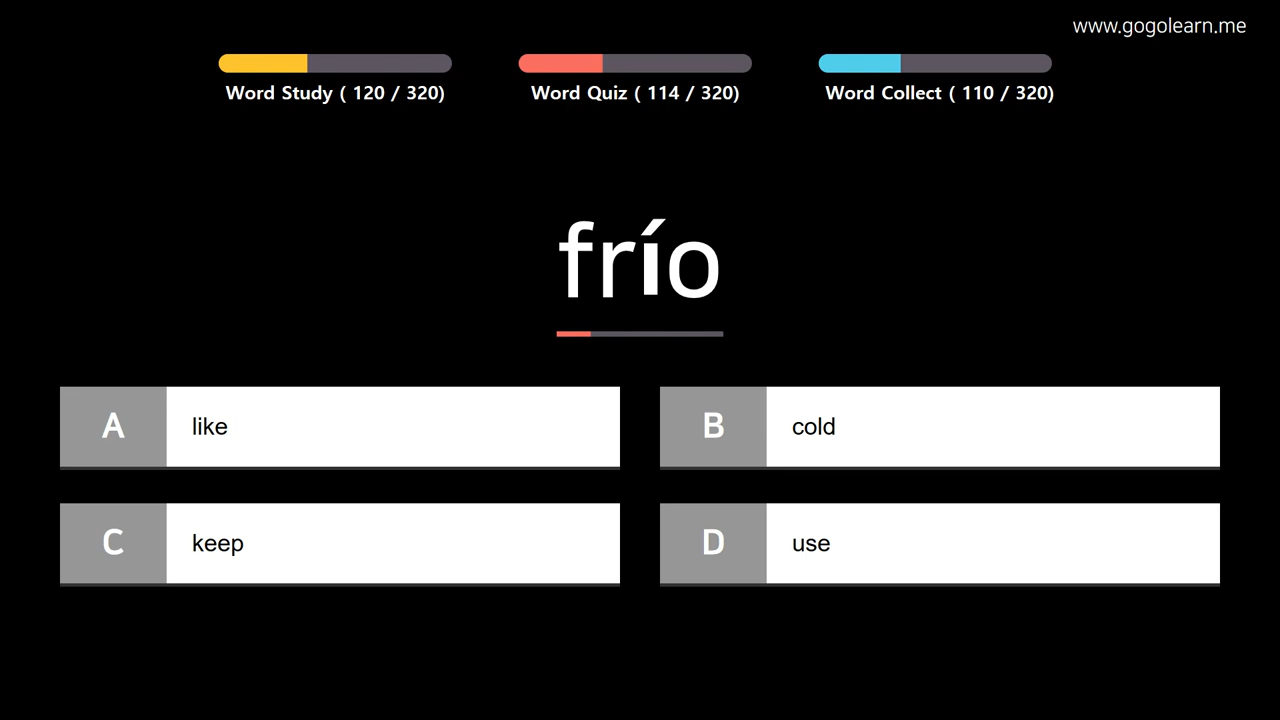 www.gogolearn.me
Word Study ( 120 / 320)
Word Quiz ( 114 / 320)
Word Collect ( 110 / 320)
frío
A like
B cold
C keep
D use